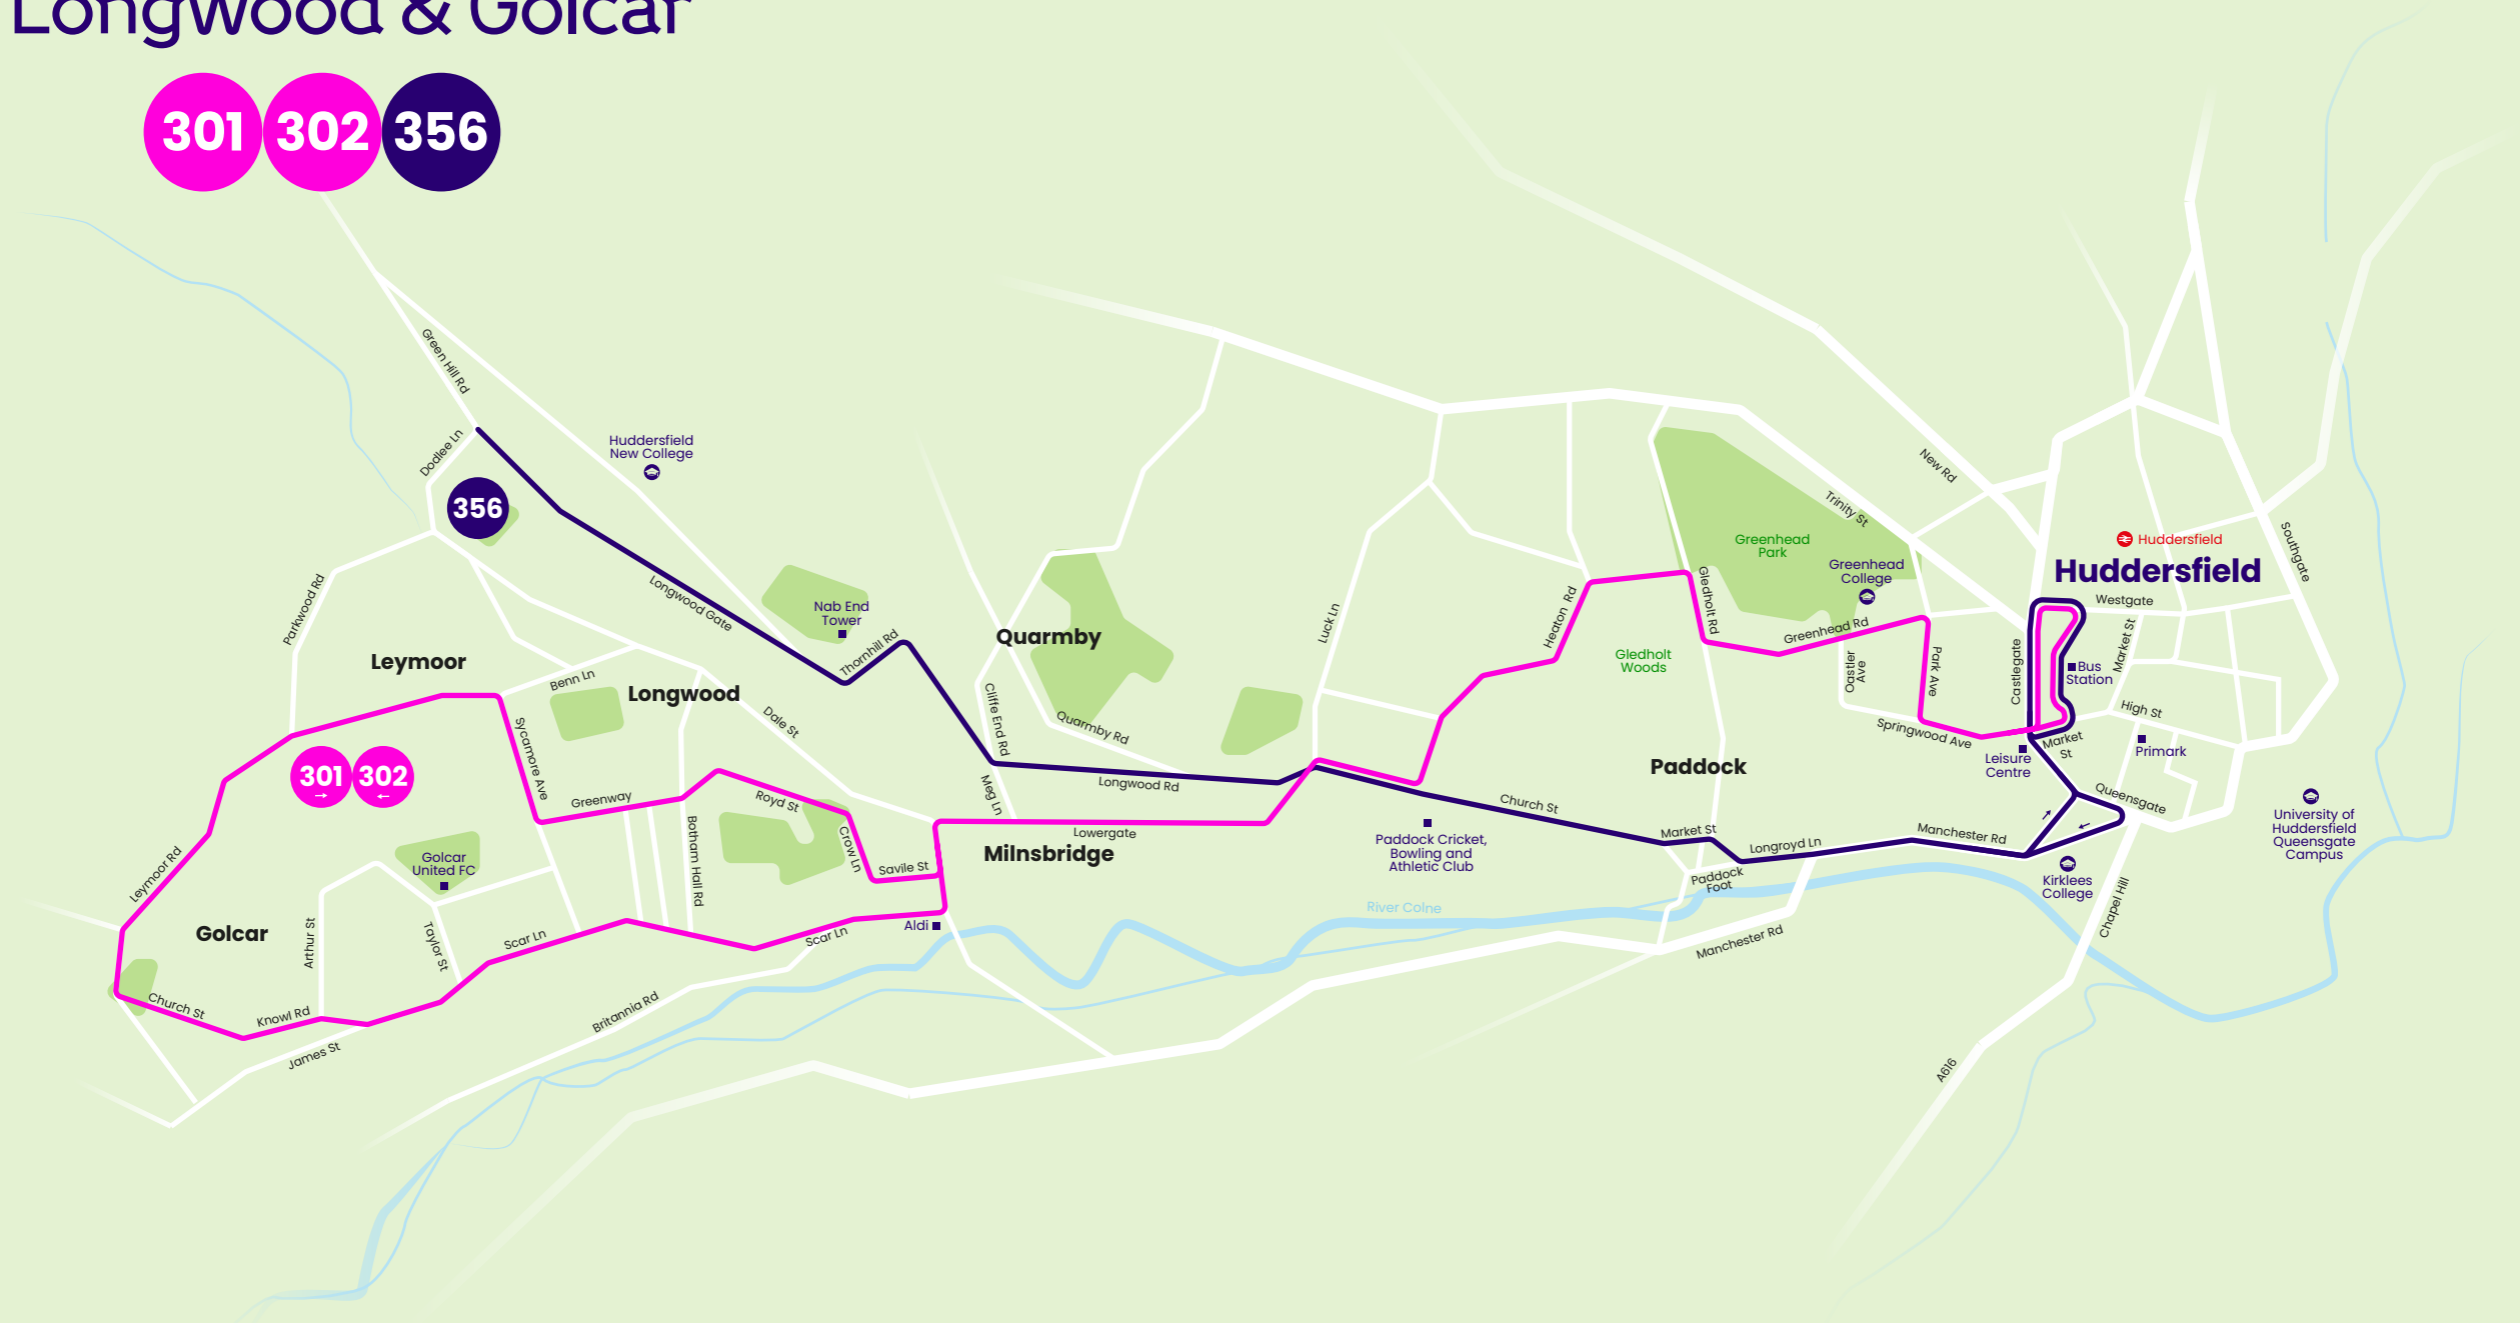 Longwood & Golcar
301 302 356
Green Hill Rd
Dodlee Ln
356
Huddersfield
New College
Parkwood Rd
Leymoor
Benn Ln
Longwood
Longwood Gate
Nab End
Tower
Thornhill Rd
Quarmby
Cliffe End Rd
Quarmby Rd
Meg Ln
Longwood Rd
Dale St
301 → 302 ←
Sycamore Ave
Greenway
Royd St
Crow Ln
Savile St
Botham Hall Rd
Lowergate
Milnsbridge
Leymoor Rd
Golcar
United FC
Golcar
Arthur St
Taylor St
Scar Ln
Scar Ln
Aldi
Church St
Knowl Rd
James St
Britannia Rd
Luck Ln
Heaton Rd
Gledholt Rd
Gledholt
Woods
Greenhead
Park
Greenhead
College
Greenhead Rd
Oastler
Ave
Park Ave
Springwood Ave
Trinity St
New Rd
Huddersfield
Huddersfield
Southgate
Westgate
Market St
Castlegate
Bus
Station
High St
Primark
Market
St
Leisure
Centre
Queensgate
University of
Huddersfield
Queensgate
Campus
Kirklees
College
Chapel Hill
A616
Paddock
Church St
Market St
Longroyd Ln
Manchester Rd
Paddock
Foot
Paddock Cricket,
Bowling and
Athletic Club
River Colne
Manchester Rd